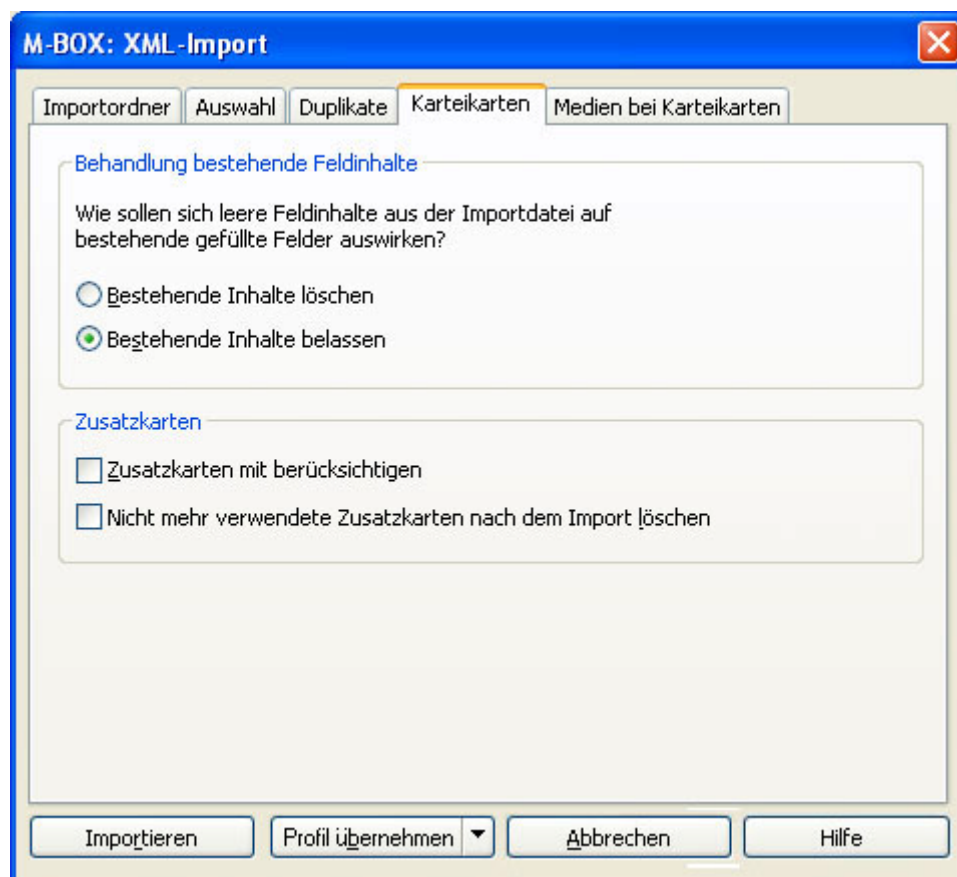 M-BOX: XML-Import
Importordner Auswahl Duplikate Karteikarten Medien bei Karteikarten
Behandlung bestehende Feldinhalte
Wie sollen sich leere Feldinhalte aus der Importdatei auf
bestehende gefüllte Felder auswirken?
Bestehende Inhalte löschen
Bestehende Inhalte belassen
Zusatzkarten
Zusatzkarten mit berücksichtigen
Nicht mehr verwendete Zusatzkarten nach dem Import löschen
Importieren Profil übernehmen Abbrechen Hilfe